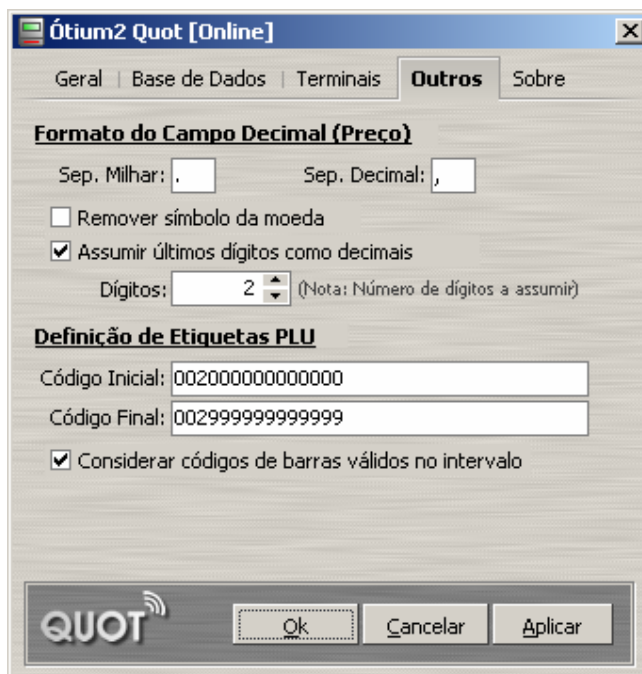 Ótium2 Quot [Online]
Geral | Base de Dados | Terminais Outros Sobre
Formato do Campo Decimal (Preço)
Sep. Milhar: . Sep. Decimal: ,
Remover símbolo da moeda
Assumir últimos dígitos como decimais
Dígitos: 2 (Nota: Número de dígitos a assumir)
Definição de Etiquetas PLU
Código Inicial: 002000000000000
Código Final: 002999999999999
Considerar códigos de barras válidos no intervalo
QUOT Ok Cancelar Aplicar